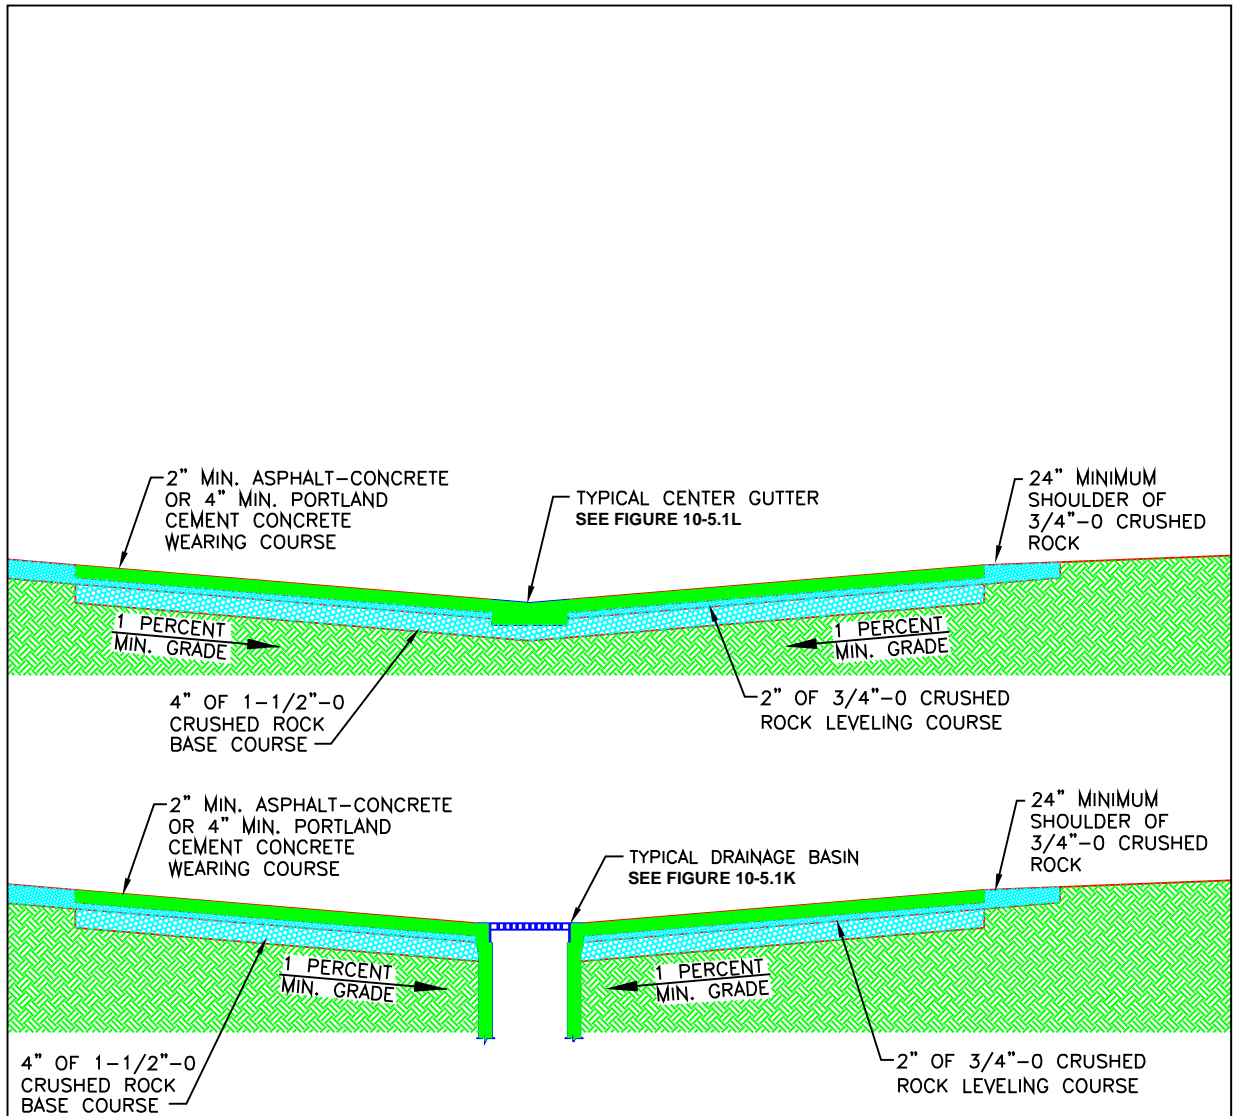 2” MIN. ASPHALT-CONCRETE
OR 4” MIN. PORTLAND
CEMENT CONCRETE
WEARING COURSE
TYPICAL CENTER GUTTER
SEE FIGURE 10-5.1L
24” MINIMUM
SHOULDER OF
3/4”-0 CRUSHED
ROCK
1 PERCENT
MIN. GRADE
1 PERCENT
MIN. GRADE
4” OF 1-1/2”-0
CRUSHED ROCK
BASE COURSE
2” OF 3/4”-0 CRUSHED
ROCK LEVELING COURSE
2” MIN. ASPHALT-CONCRETE
OR 4” MIN. PORTLAND
CEMENT CONCRETE
WEARING COURSE
TYPICAL DRAINAGE BASIN
SEE FIGURE 10-5.1K
24” MINIMUM
SHOULDER OF
3/4”-0 CRUSHED
ROCK
1 PERCENT
MIN. GRADE
1 PERCENT
MIN. GRADE
4” OF 1-1/2”-0
CRUSHED ROCK
BASE COURSE
2” OF 3/4”-0 CRUSHED
ROCK LEVELING COURSE